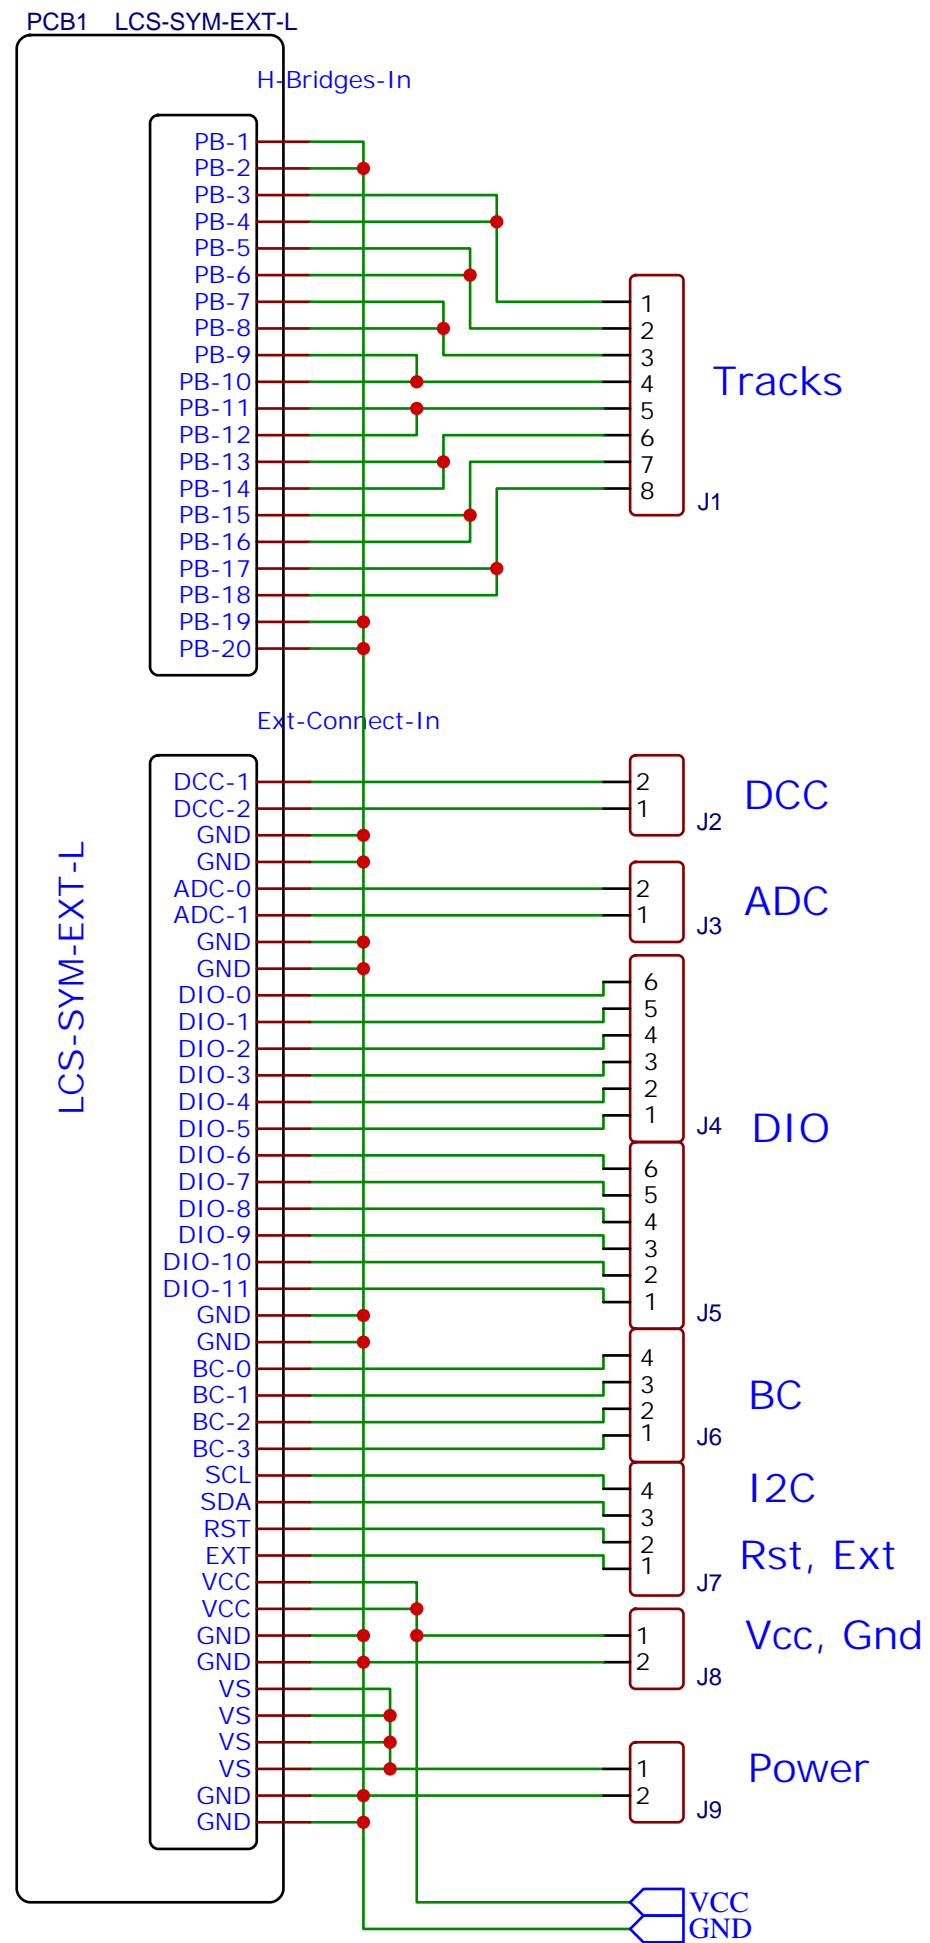 PCB1 LCS-SYM-EXT-L
H-Bridges-In
PB-1
PB-2
PB-3
PB-4
PB-5
PB-6
PB-7
PB-8
PB-9
PB-10
PB-11
PB-12
PB-13
PB-14
PB-15
PB-16
PB-17
PB-18
PB-19
PB-20
1
2
3
4
5
6
7
8
J1
Tracks
Ext-Connect-In
LCS-SYM-EXT-L
DCC-1
DCC-2
GND
GND
ADC-0
ADC-1
GND
GND
DIO-0
DIO-1
DIO-2
DIO-3
DIO-4
DIO-5
DIO-6
DIO-7
DIO-8
DIO-9
DIO-10
DIO-11
GND
GND
BC-0
BC-1
BC-2
BC-3
SCL
SDA
RST
EXT
VCC
VCC
GND
GND
VS
VS
VS
VS
GND
GND
2
1
J2
DCC
2
1
J3
ADC
6
5
4
3
2
1
J4
DIO
6
5
4
3
2
1
J5
4
3
2
1
J6
BC
4
3
2
1
J7
I2C
Rst, Ext
1
2
J8
Vcc, Gnd
1
2
J9
Power
VCC
GND